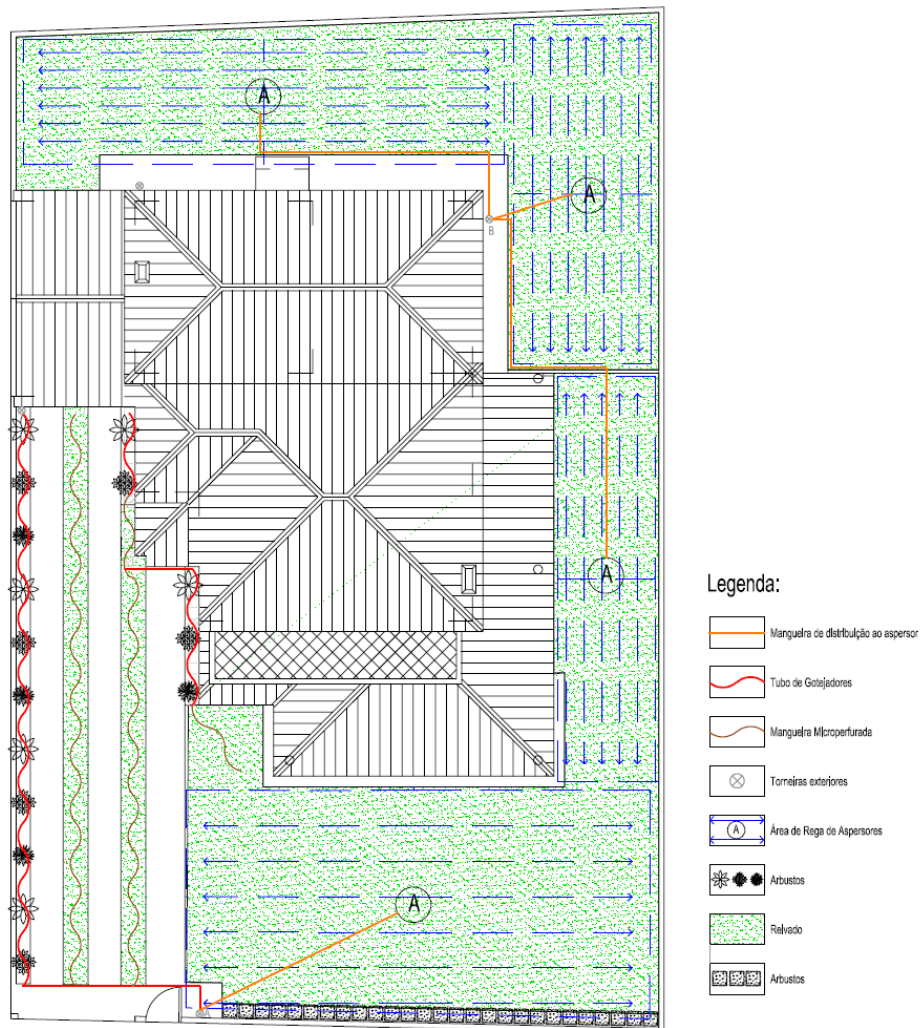 A
A
B
A
A
Legenda:
Mangueira de distribuição ao aspersor
Tubo de Gotejadores
Mangueira Microperfurada
Torneiras exteriores
A
Área de Rega de Aspersores
Arbustos
Relvado
Arbustos